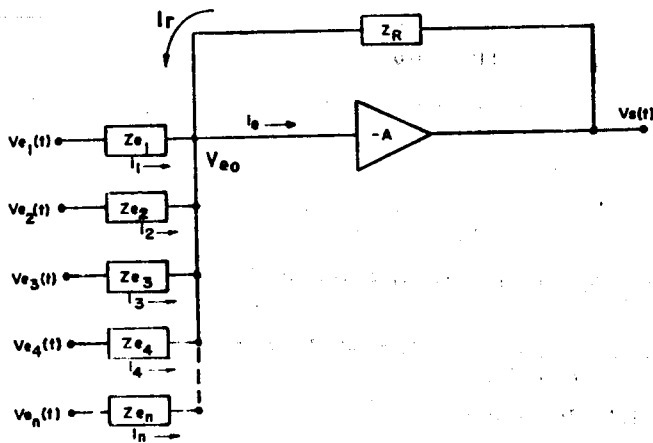 Ir
ZR
Ve1(t)
Ze1
i1
Ve0
ie
-A
Vs(t)
Ve2(t)
Ze2
i2
Ve3(t)
Ze3
i3
Ve4(t)
Ze4
i4
Ven(t)
Zen
in